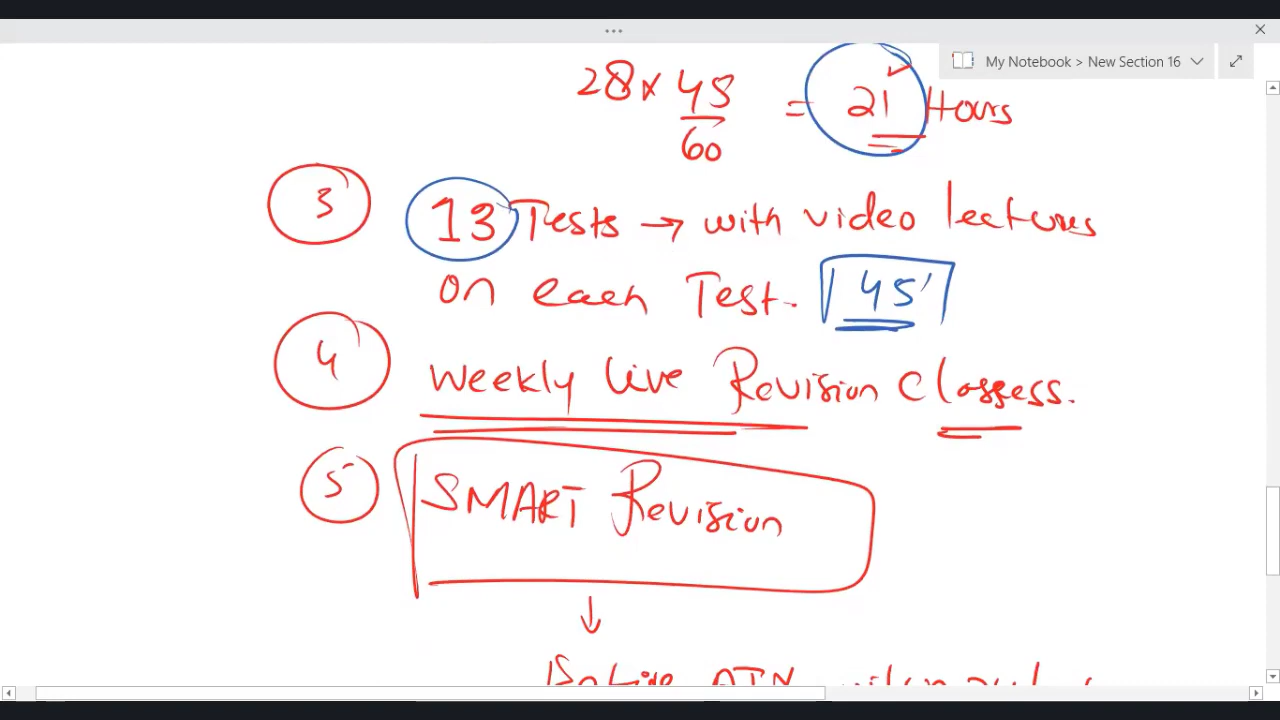 ...
My Notebook > New Section 16
28 × 45/60 = 21 Hours
3 13 Tests → with video lectures
on each Test. 45'
4 weekly live Revision Classess.
5 SMART Revision
↓